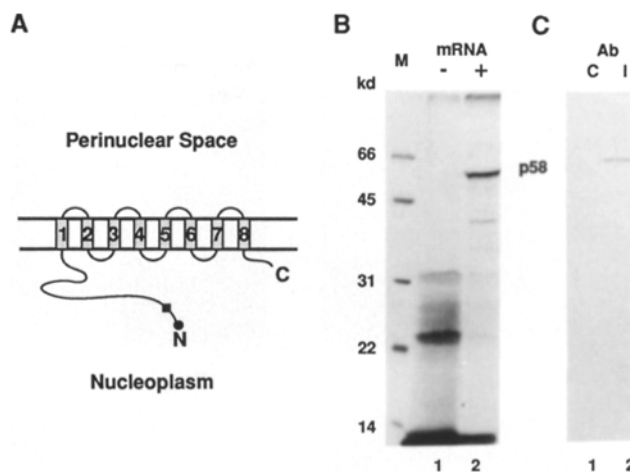 A
Perinuclear Space
1 2 3 4 5 6 7 8
C
N
Nucleoplasm
B
mRNA
M - +
kd
66
45
31
22
14
1 2
C
Ab
C I
p58
1 2